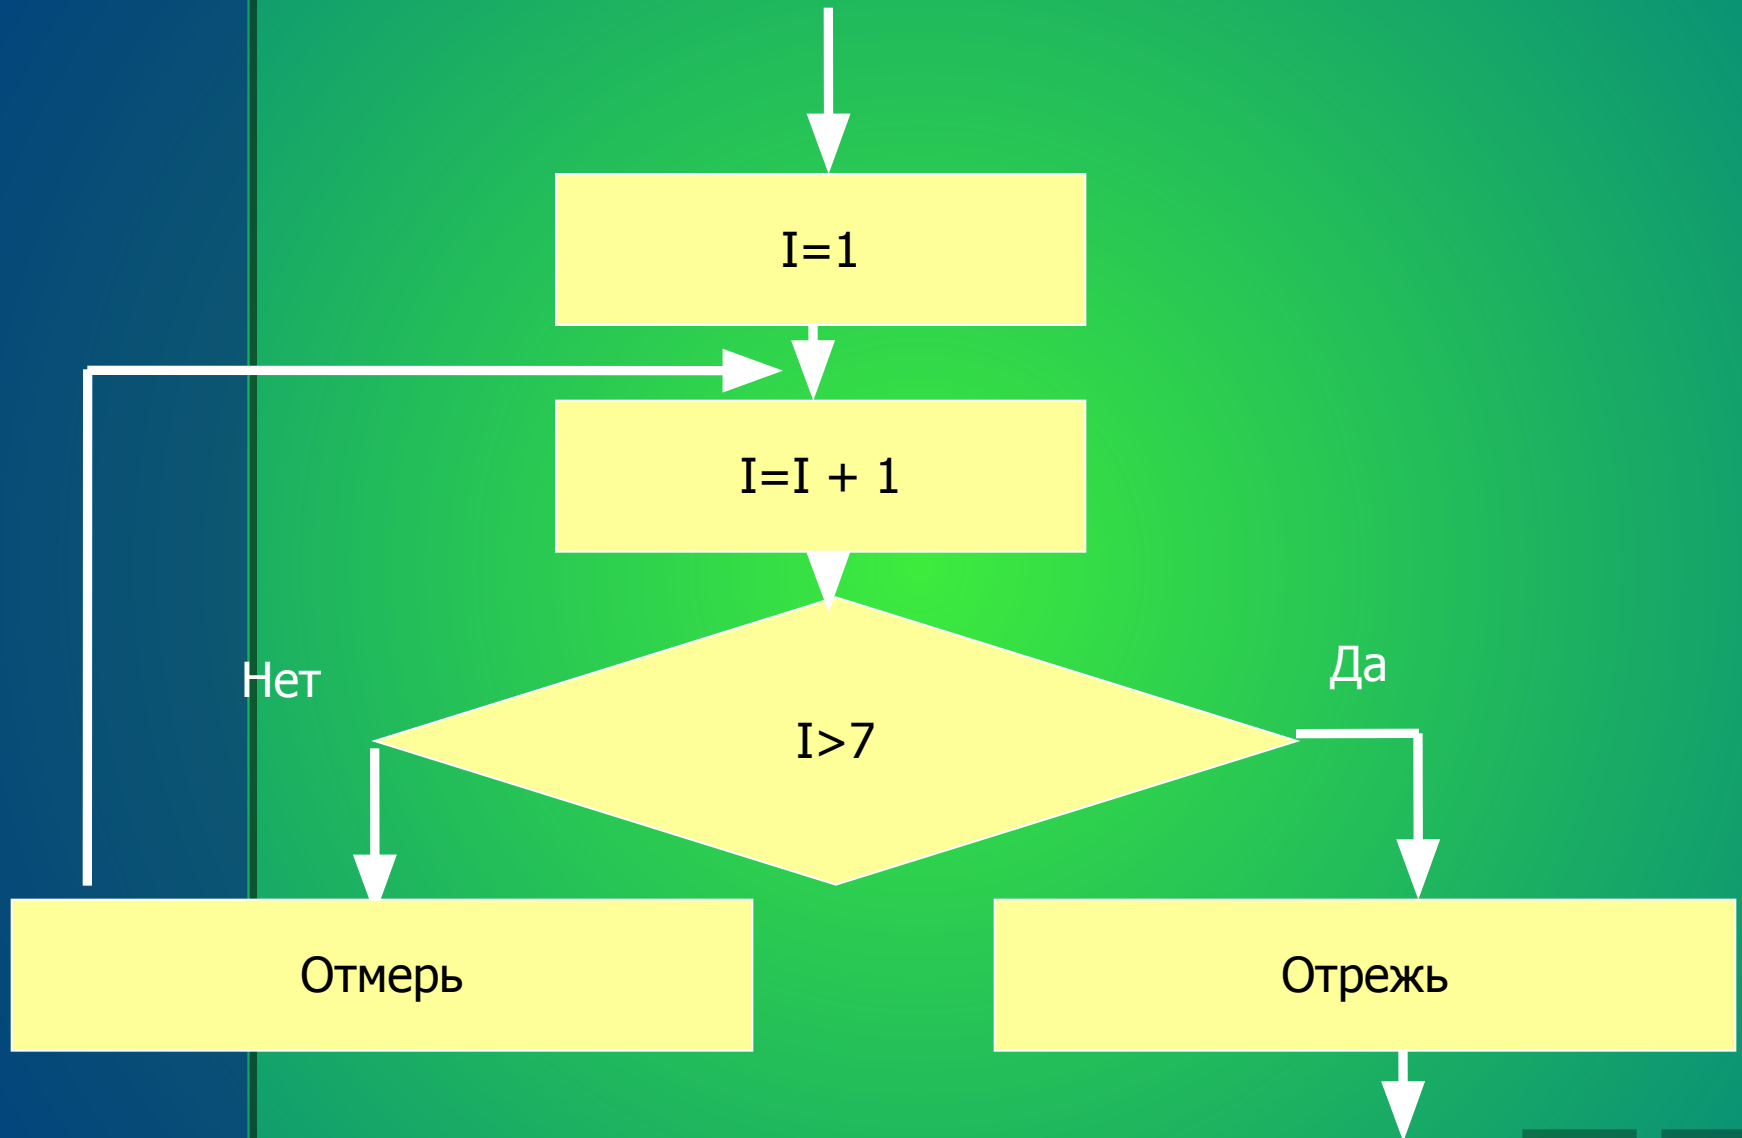 I=1
I=I + 1
Нет
Да
I>7
Отмерь
Отрежь